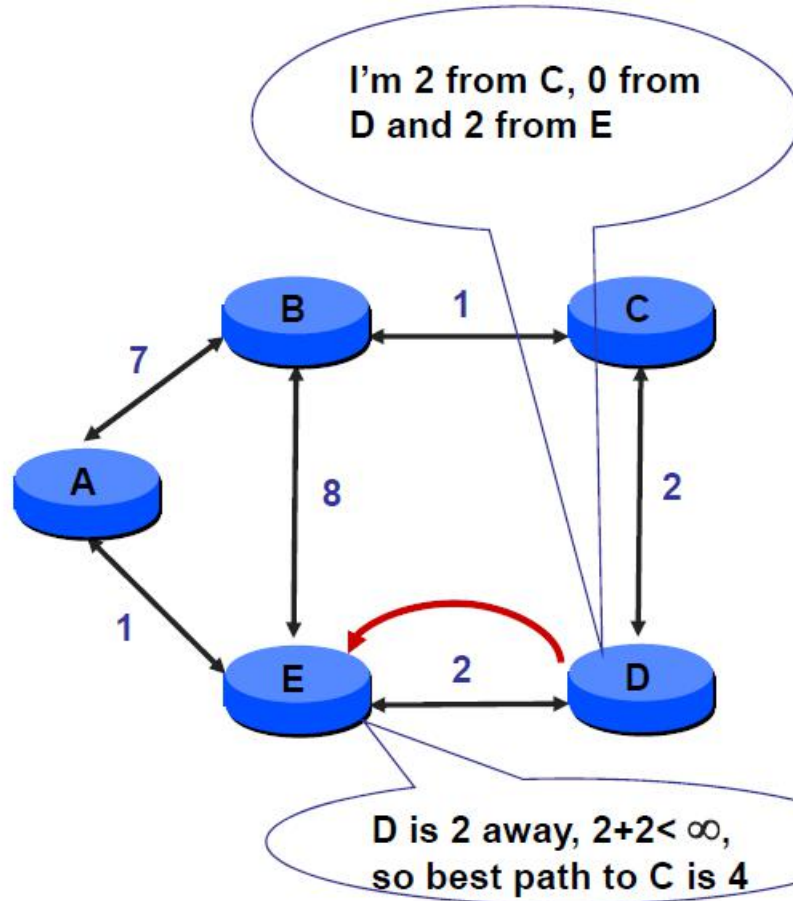 I'm 2 from C, 0 from
D and 2 from E
B
1
C
7
A
8
2
1
E
2
D
D is 2 away, 2+2< ∞,
so best path to C is 4